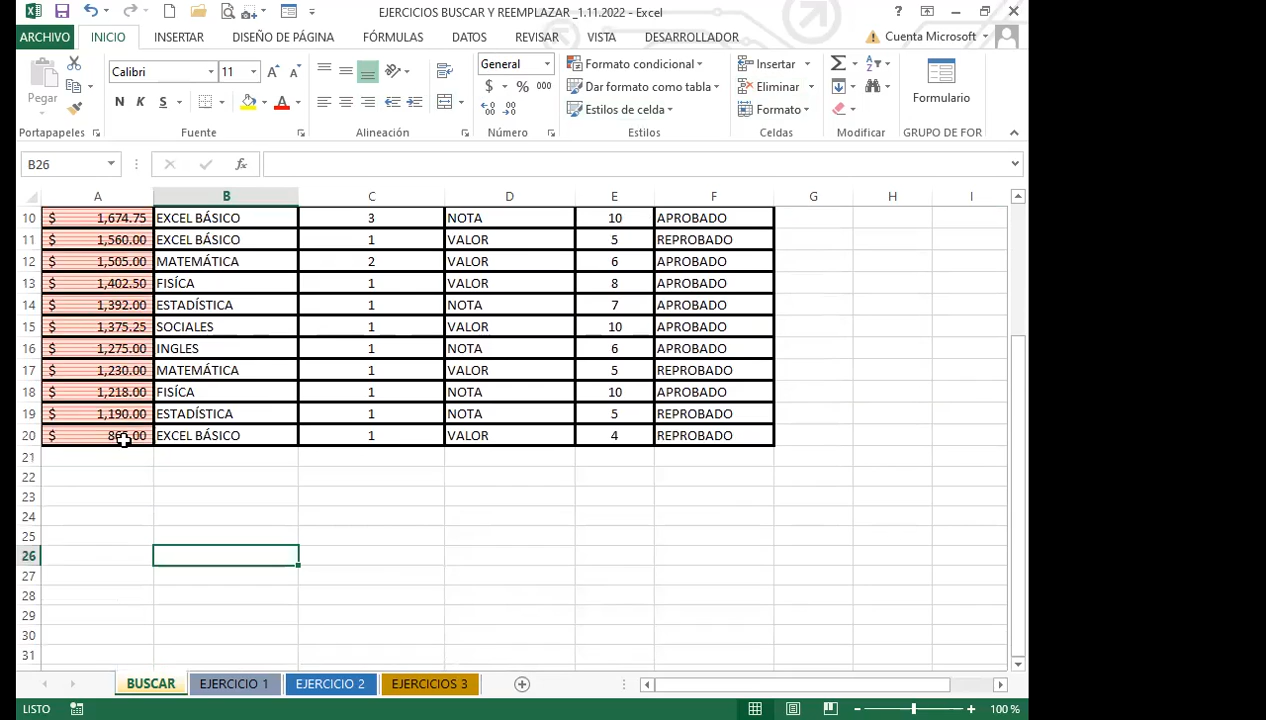 EJERCICIOS BUSCAR Y REEMPLAZAR _1.11.2022 - Excel
ARCHIVO INICIO INSERTAR DISEÑO DE PÁGINA FÓRMULAS DATOS REVISAR VISTA DESARROLLADOR Cuenta Microsoft
Pegar
Calibri 11
N K S
General
$ % 000
Formato condicional
Dar formato como tabla
Estilos de celda
Insertar
Eliminar
Formato
Formulario
Portapapeles Fuente Alineación Número Estilos Celdas Modificar GRUPO DE FOR
B26 fx
A B C D E F G H I
10 $ 1,674.75 EXCEL BÁSICO 3 NOTA 10 APROBADO
11 $ 1,560.00 EXCEL BÁSICO 1 VALOR 5 REPROBADO
12 $ 1,505.00 MATEMÁTICA 2 VALOR 6 APROBADO
13 $ 1,402.50 FISÍCA 1 VALOR 8 APROBADO
14 $ 1,392.00 ESTADÍSTICA 1 NOTA 7 APROBADO
15 $ 1,375.25 SOCIALES 1 VALOR 10 APROBADO
16 $ 1,275.00 INGLES 1 NOTA 6 APROBADO
17 $ 1,230.00 MATEMÁTICA 1 VALOR 5 REPROBADO
18 $ 1,218.00 FISÍCA 1 NOTA 10 APROBADO
19 $ 1,190.00 ESTADÍSTICA 1 NOTA 5 REPROBADO
20 $ EXCEL BÁSICO 1 VALOR 4 REPROBADO
21
22
23
24
25
26
27
28
29
30
31
BUSCAR EJERCICIO 1 EJERCICIO 2 EJERCICIOS 3
LISTO 100 %